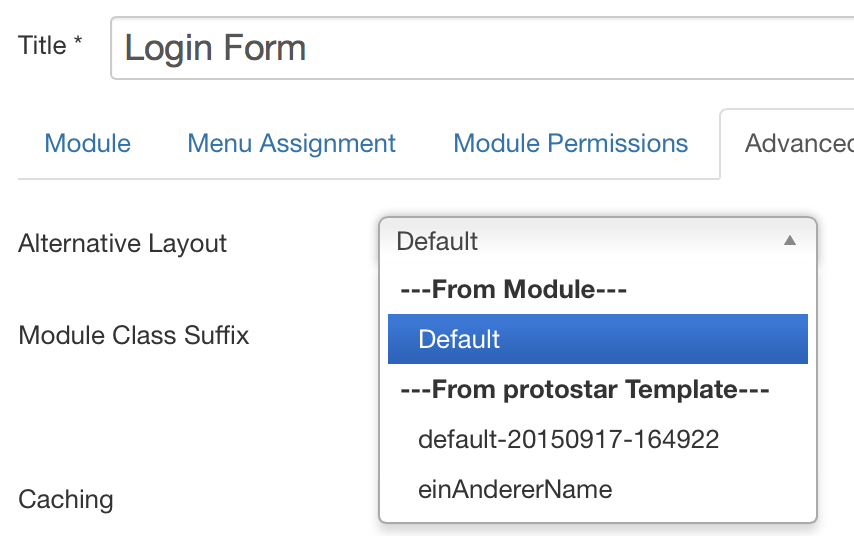 Title *
Login Form
Module
Menu Assignment
Module Permissions
Advanced
Alternative Layout
Default
---From Module---
Module Class Suffix
Default
---From protostar Template---
default-20150917-164922
einAndererName
Caching